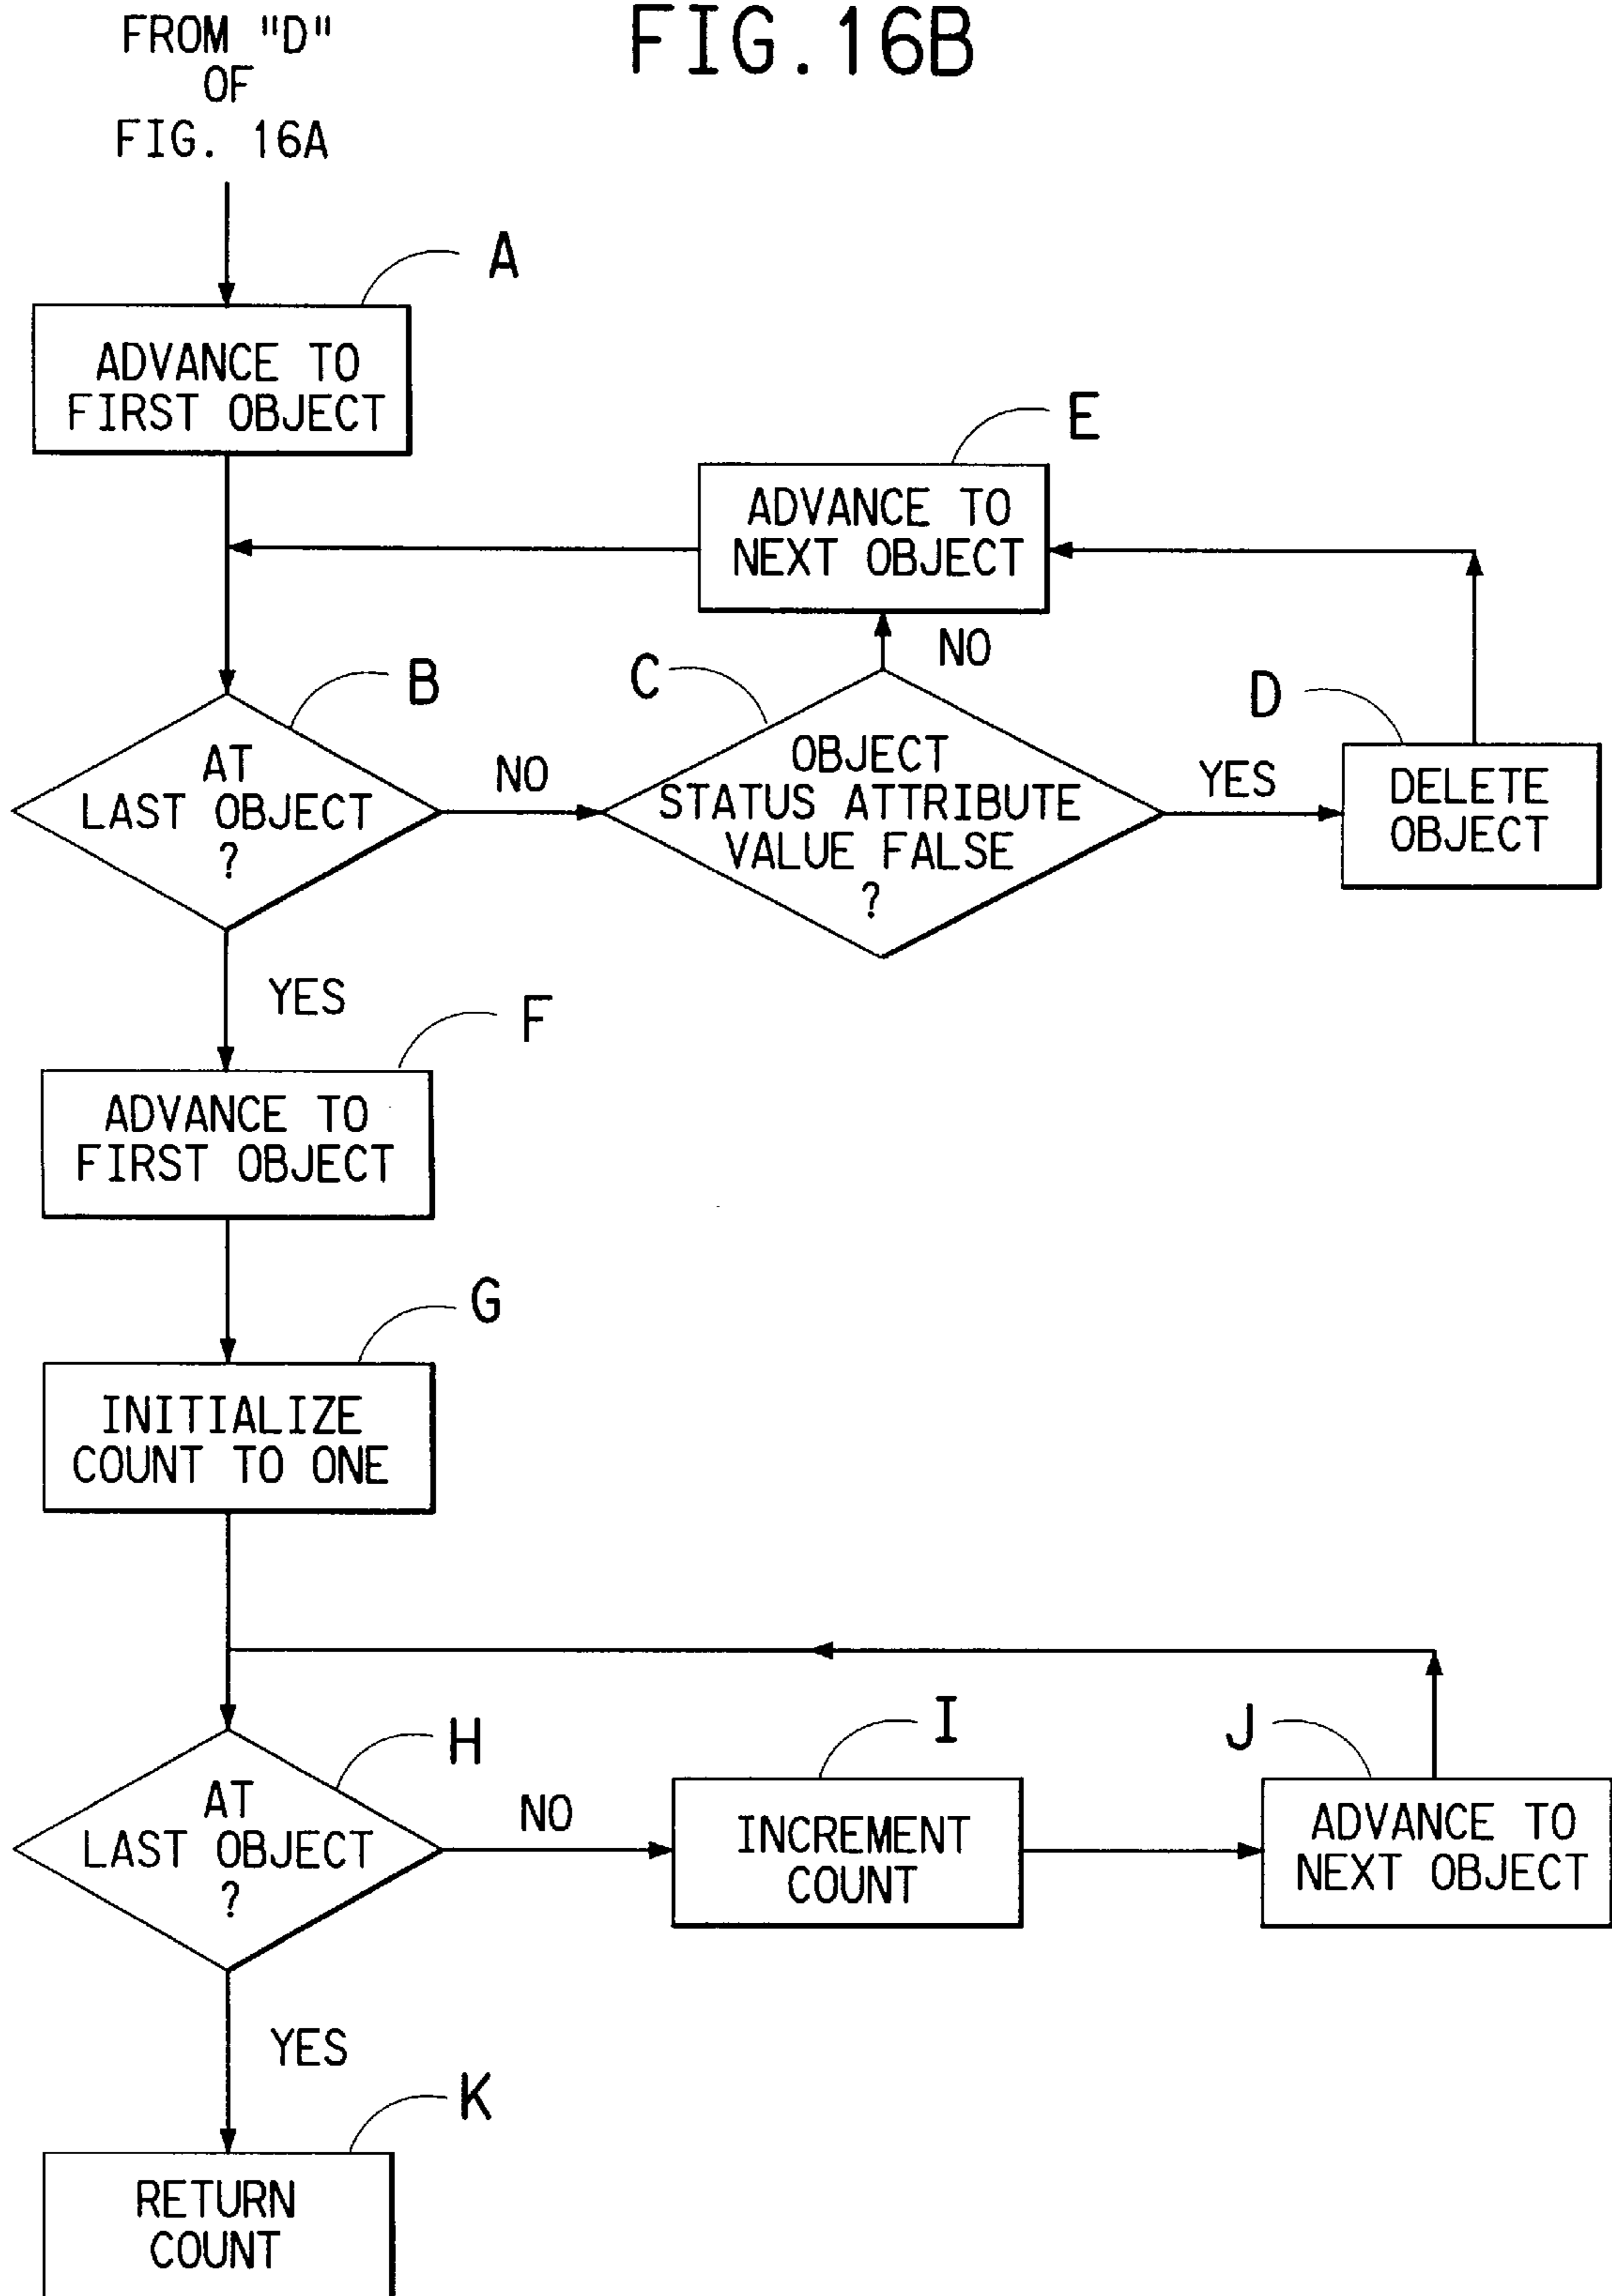 FROM "D"
OF
FIG. 16A
FIG.16B
A
ADVANCE TO
FIRST OBJECT
E
ADVANCE TO
NEXT OBJECT
NO
B
AT
LAST OBJECT
?
NO
C
OBJECT
STATUS ATTRIBUTE
VALUE FALSE
?
YES
D
DELETE
OBJECT
YES
F
ADVANCE TO
FIRST OBJECT
G
INITIALIZE
COUNT TO ONE
H
AT
LAST OBJECT
?
NO
I
INCREMENT
COUNT
J
ADVANCE TO
NEXT OBJECT
YES
K
RETURN
COUNT